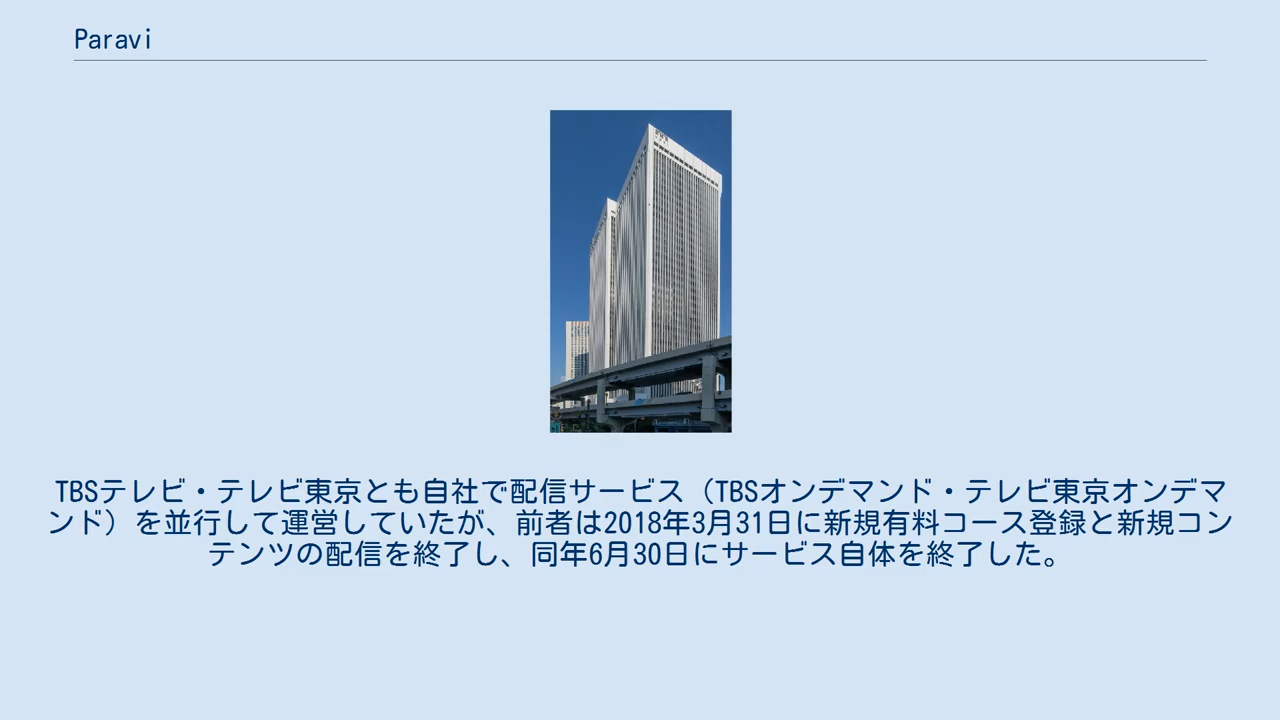 Paravi
TBSテレビ・テレビ東京とも自社で配信サービス（TBSオンデマンド・テレビ東京オンデマ
ンド）を並行して運営していたが、前者は2018年3月31日に新規有料コース登録と新規コン
テンツの配信を終了し、同年6月30日にサービス自体を終了した。